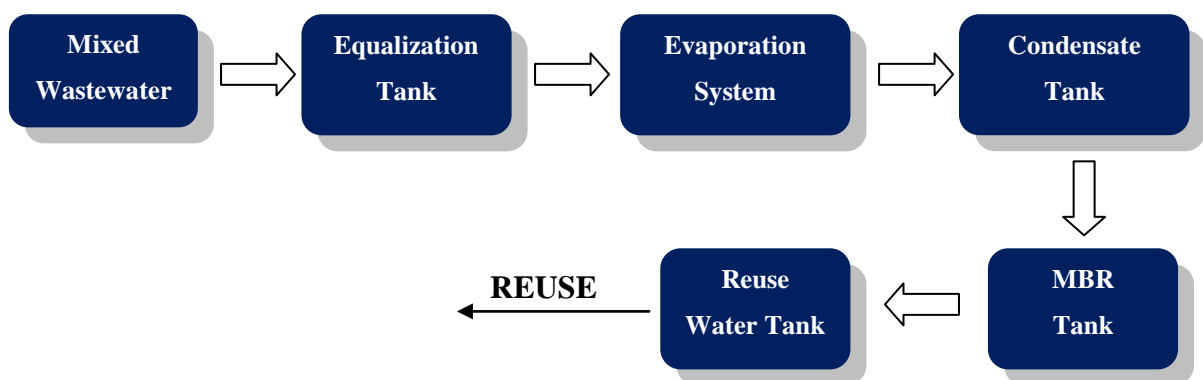 Mixed
Wastewater
Equalization
Tank
Evaporation
System
Condensate
Tank
MBR
Tank
Reuse
Water Tank
REUSE